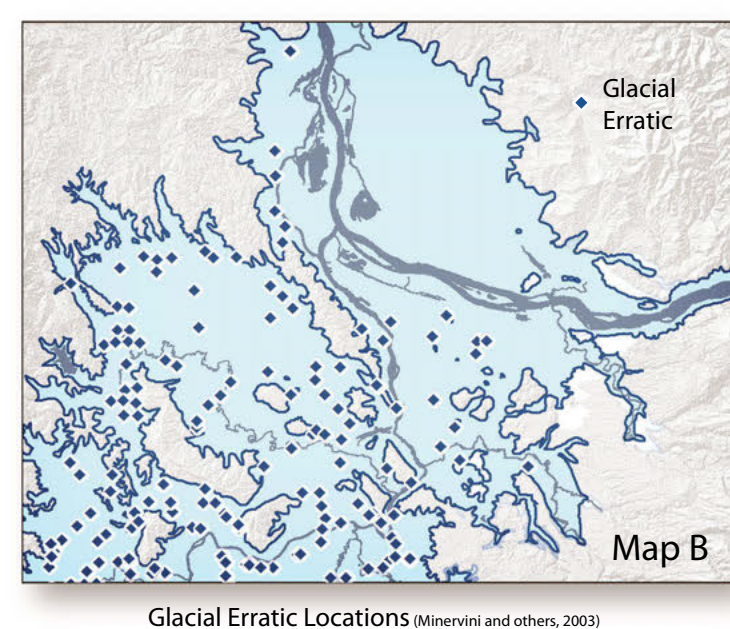 Glacial
Erratic
Map B
Glacial Erratic Locations (Minervini and others, 2003)